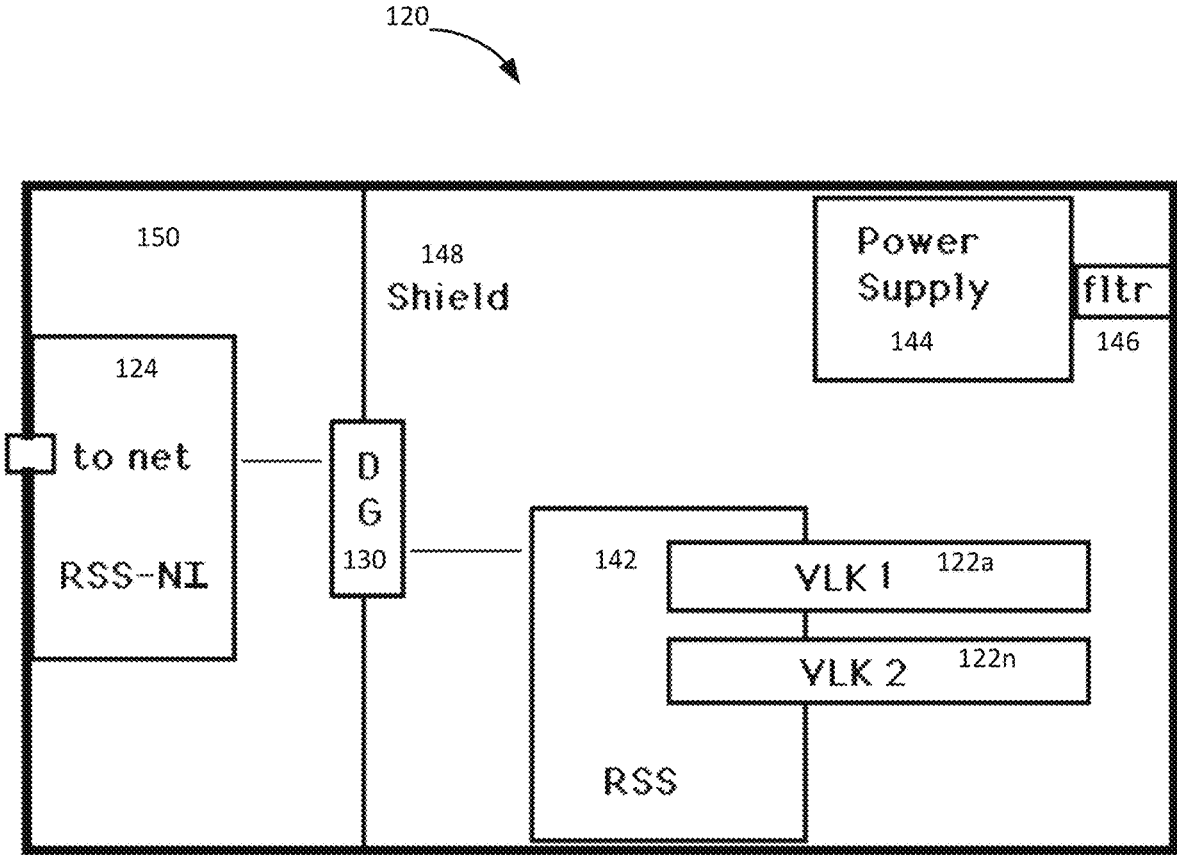 120
150
148
Shield
Power
Supply
144
fltr
146
124
to net
RSS-NI
D
G
130
142
VLK 1
122a
VLK 2
122n
RSS